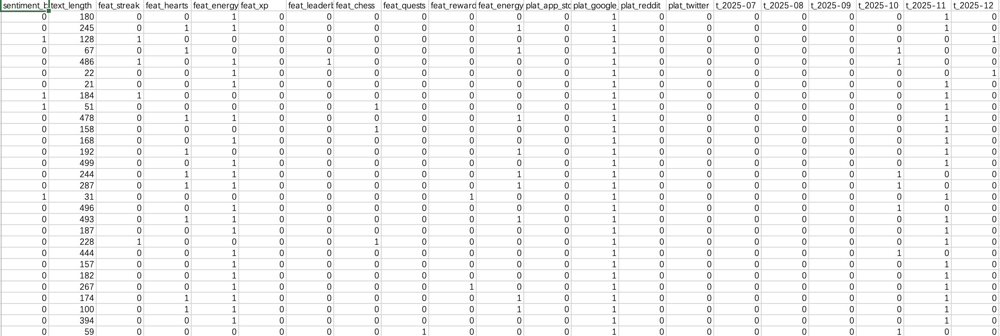 sentiment_b text_length feat_streak feat_hearts feat_energy feat_xp feat_leaderb feat_chess feat_quests feat_reward feat_energy plat_app_sto plat_google_ plat_reddit plat_twitter t_2025-07 t_2025-08 t_2025-09 t_2025-10 t_2025-11 t_2025-12
0 180 0 0 1 0 0 0 0 0 0 0 1 0 0 0 0 0 0 1 0
0 245 0 1 1 0 0 0 0 0 1 0 1 0 0 0 0 0 0 1 0
1 128 1 0 0 0 0 0 0 0 0 0 1 0 0 0 0 0 0 0 1
0 67 0 1 0 0 0 0 0 0 1 0 1 0 0 0 0 0 1 0 0
0 486 1 0 1 0 1 0 0 0 0 0 1 0 0 0 0 0 1 0 0
0 22 0 0 1 0 0 0 0 0 0 0 1 0 0 0 0 0 0 0 1
0 21 0 0 1 0 0 0 0 0 0 0 1 0 0 0 0 0 0 1 0
1 184 1 0 0 0 0 0 0 0 0 0 1 0 0 0 0 0 0 1 0
1 51 0 0 0 0 0 1 0 0 0 0 1 0 0 0 0 0 0 1 0
0 478 0 1 1 0 0 0 0 0 1 0 1 0 0 0 0 0 0 1 0
0 158 0 0 0 0 0 1 0 0 0 0 1 0 0 0 0 0 0 1 0
0 168 0 0 1 0 0 0 0 0 0 0 1 0 0 0 0 0 0 1 0
0 192 0 1 0 0 0 0 0 0 1 0 1 0 0 0 0 0 0 1 0
0 499 0 0 1 0 0 0 0 0 0 0 1 0 0 0 0 0 0 1 0
0 244 0 1 1 0 0 0 0 0 1 0 1 0 0 0 0 0 1 0 0
0 287 0 1 1 0 0 0 0 0 1 0 1 0 0 0 0 0 1 0 0
1 31 0 0 0 0 0 0 0 1 0 0 1 0 0 0 0 0 0 1 0
0 496 0 0 1 0 0 0 0 0 0 0 1 0 0 0 0 0 1 0 0
0 493 0 1 1 0 0 0 0 0 1 0 1 0 0 0 0 0 0 1 0
0 187 0 0 1 0 0 0 0 0 0 0 1 0 0 0 0 0 0 1 0
0 228 1 0 0 0 0 1 0 0 0 0 1 0 0 0 0 0 0 1 0
0 444 0 0 1 0 0 0 0 0 0 0 1 0 0 0 0 0 1 0 0
0 157 0 0 1 0 0 0 0 0 0 0 1 0 0 0 0 0 0 1 0
0 182 0 0 1 0 0 0 0 0 0 0 1 0 0 0 0 0 0 1 0
0 267 0 0 1 0 0 0 0 1 0 0 1 0 0 0 0 0 0 1 0
0 174 0 1 1 0 0 0 0 0 1 0 1 0 0 0 0 0 0 1 0
0 100 0 1 1 0 0 0 0 0 1 0 1 0 0 0 0 0 0 1 0
0 394 0 0 1 0 0 0 0 0 0 0 1 0 0 0 0 0 0 1 0
0 59 0 0 0 0 0 0 1 0 0 0 1 0 0 0 0 0 1 0 0